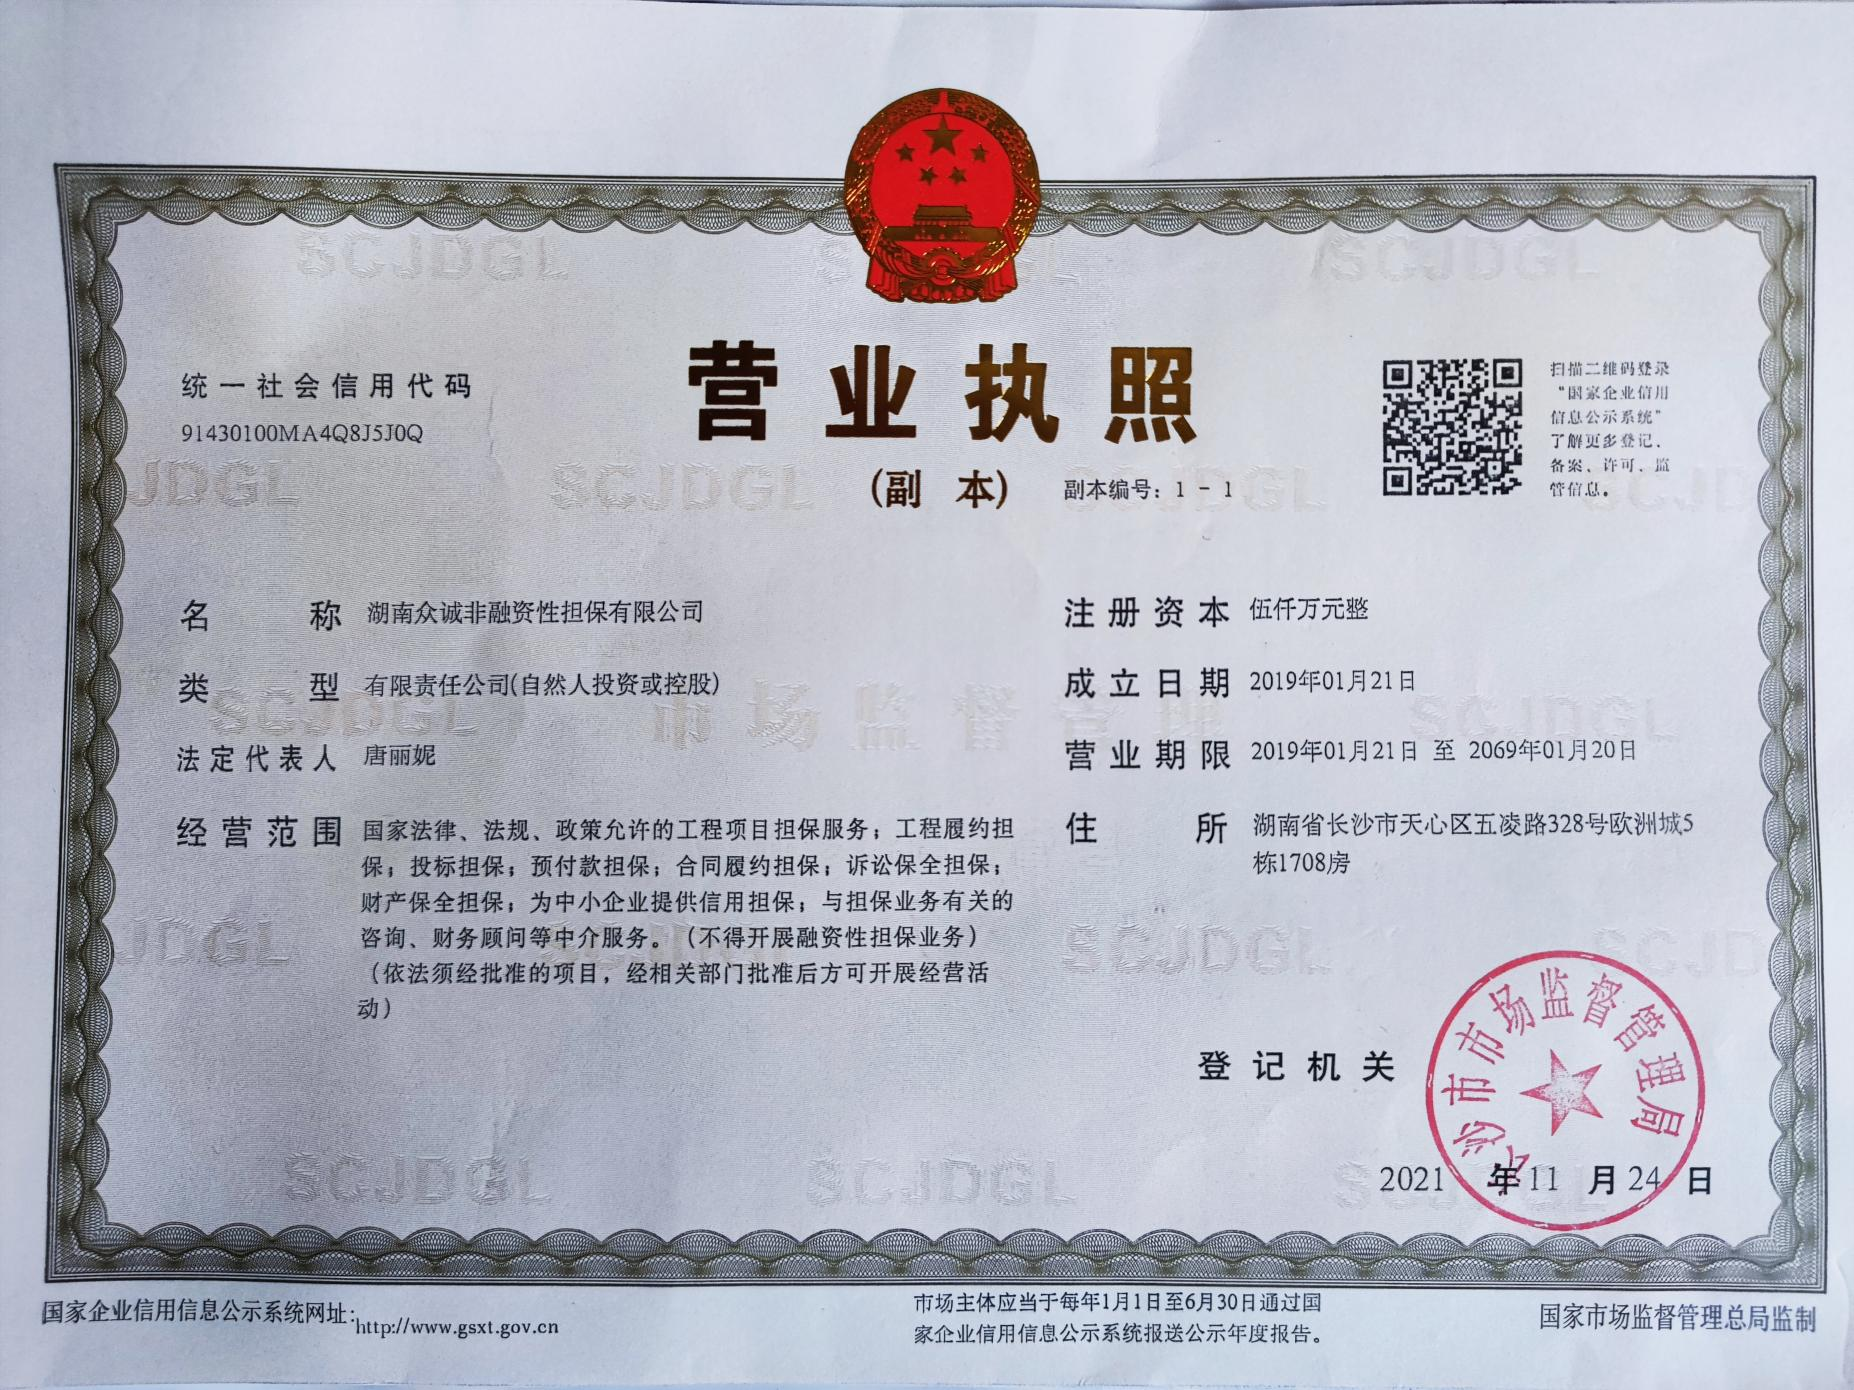 营业执照
(副 本)
副本编号：1 - 1
统一社会信用代码
91430100MA4Q8J5J0Q
扫描二维码登录
“国家企业信用
信息公示系统”
了解更多登记、
备案、许可、监
管信息。
名 称 湖南众诚非融资性担保有限公司
类 型 有限责任公司(自然人投资或控股)
法定代表人 唐丽妮
经营范围 国家法律、法规、政策允许的工程项目担保服务；工程履约担
保；投标担保；预付款担保；合同履约担保；诉讼保全担保；
财产保全担保；为中小企业提供信用担保；与担保业务有关的
咨询、财务顾问等中介服务。（不得开展融资性担保业务）
（依法须经批准的项目，经相关部门批准后方可开展经营活
动）
注册资本 伍仟万元整
成立日期 2019年01月21日
营业期限 2019年01月21日 至 2069年01月20日
住 所 湖南省长沙市天心区五凌路328号欧洲城5
栋1708房
登记机关
长沙市市场监督管理局
2021 年 11 月 24 日
国家企业信用信息公示系统网址：http://www.gsxt.gov.cn
市场主体应当于每年1月1日至6月30日通过国
家企业信用信息公示系统报送公示年度报告。
国家市场监督管理总局监制